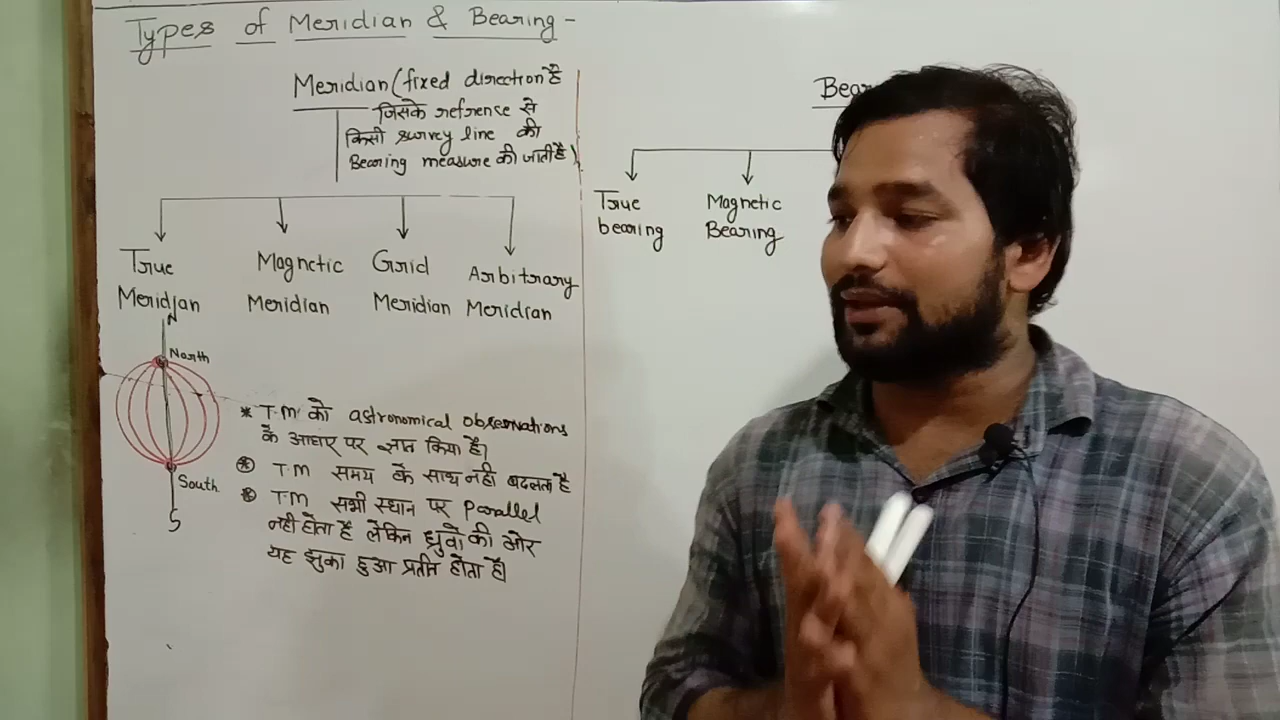 Types of Meridian & Bearing -
Meridian (fixed direction है
जिसके refrence से
किसी survey line की
Bearing measure की जाती है)
True
Meridian
Magnetic
Meridian
Grid
Meridian
Arbitrary
Meridian
N
North
South
S
* T.M को astronomical observations
के आधार पर ज्ञात किया है।
* T.M समय के साथ नही बदलता है
* T.M सभी स्थान पर Parallel
नही होता है लेकिन ध्रुवो की ओर
यह झुका हुआ प्रतीत होता है।
Bear
True
bearing
Magnetic
Bearing